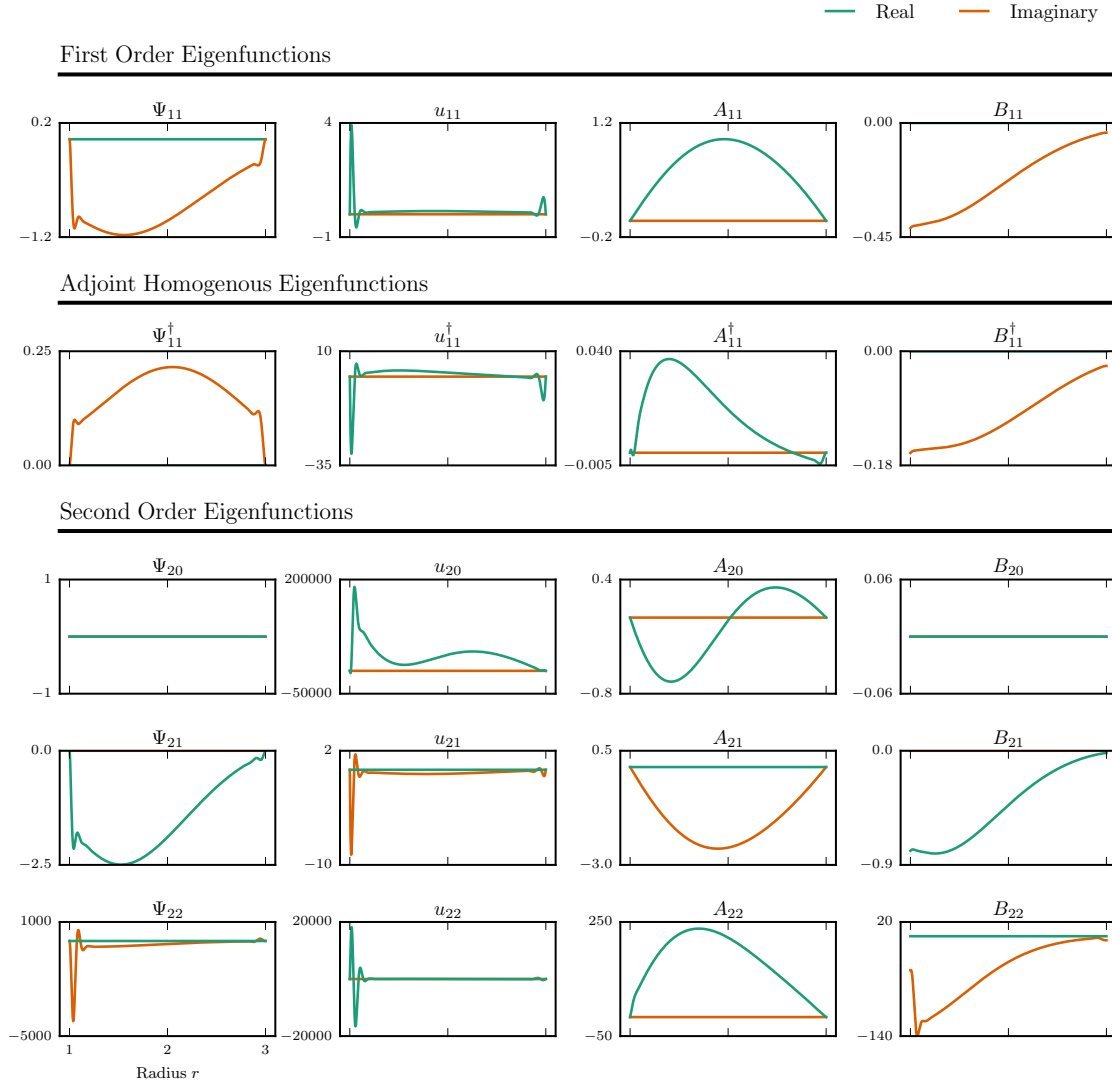 Real Imaginary
First Order Eigenfunctions
Ψ11 u11 A11 B11
0.2 4 1.2 0.00
−1.2 −1 −0.2 −0.45
Adjoint Homogenous Eigenfunctions
Ψ†11 u†11 A†11 B†11
0.25 10 0.040 0.00
0.00 −35 −0.005 −0.18
Second Order Eigenfunctions
Ψ20 u20 A20 B20
1 200000 0.4 0.06
−1 −50000 −0.8 −0.06
Ψ21 u21 A21 B21
0.0 2 0.5 0.0
−2.5 −10 −3.0 −0.9
Ψ22 u22 A22 B22
1000 20000 250 20
−5000 −20000 −50 −140
1 2 3
Radius r